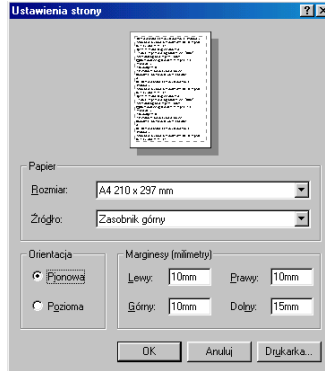 Ustawienia strony
Papier
Rozmiar: A4 210 x 297 mm
Źródło: Zasobnik górny
Orientacja
Pionowa
Pozioma
Marginesy (milimetry)
Lewy: 10mm Prawy: 10mm
Górny: 10mm Dolny: 15mm
OK Anuluj Drukarka...